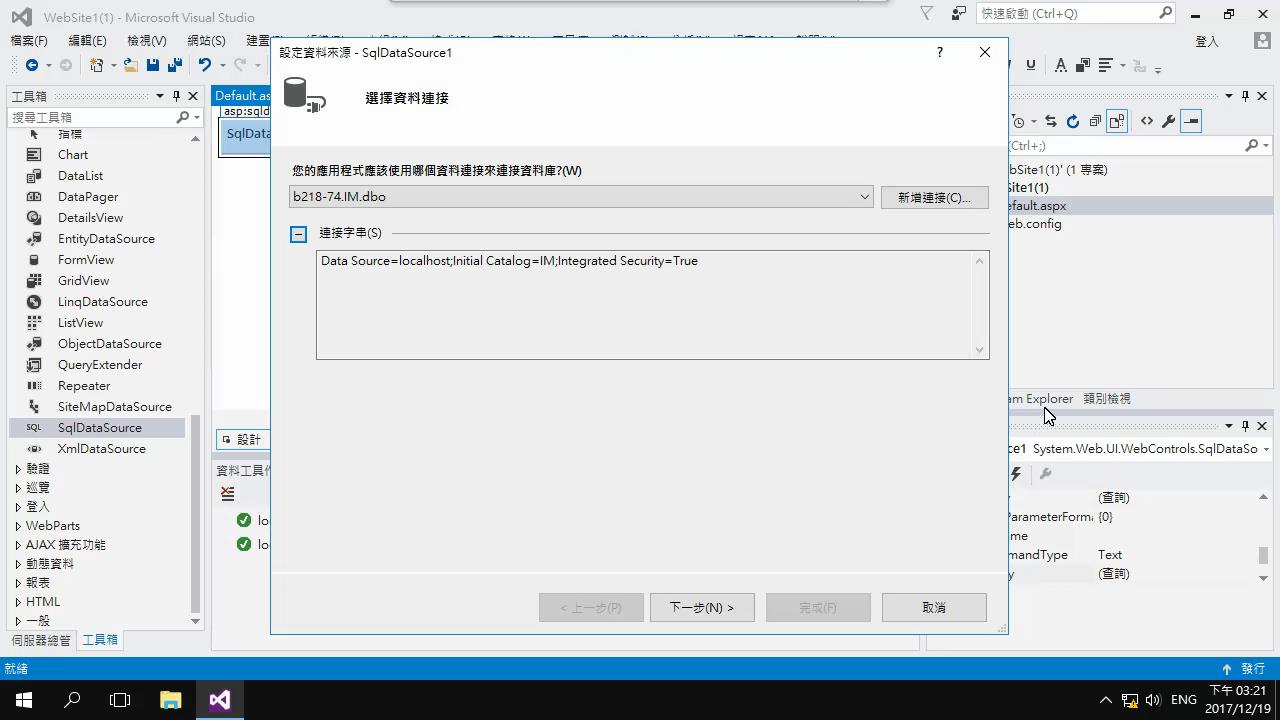 WebSite1(1) - Microsoft Visual Studio
快速啟動 (Ctrl+Q)
檔案(F) 編輯(E) 檢視(V) 網站(S)
登入
設定資料來源 - SqlDataSource1
?
選擇資料連接
您的應用程式應該使用哪個資料連接來連接資料庫?(W)
b218-74.IM.dbo
新增連接(C)...
連接字串(S)
Data Source=localhost;Initial Catalog=IM;Integrated Security=True
< 上一步(P)
下一步(N) >
完成(F)
取消
工具箱
搜尋工具箱
指標
Chart
DataList
DataPager
DetailsView
EntityDataSource
FormView
GridView
LinqDataSource
ListView
ObjectDataSource
QueryExtender
Repeater
SiteMapDataSource
SQL SqlDataSource
XmlDataSource
驗證
巡覽
登入
WebParts
AJAX 擴充功能
動態資料
報表
HTML
一般
伺服器總管 工具箱
Default.as
asp:sqld
SqlData
設計
資料工具作
lo
lo
(Ctrl+;)
bSite1(1)' (1 專案)
Site1(1)
efault.aspx
eb.config
am Explorer 類別檢視
ce1 System.Web.UI.WebControls.SqlDataSo
y (查詢)
ParameterForma {0}
me
mandType Text
y (查詢)
就緒
發行
ENG
下午 03:21
2017/12/19